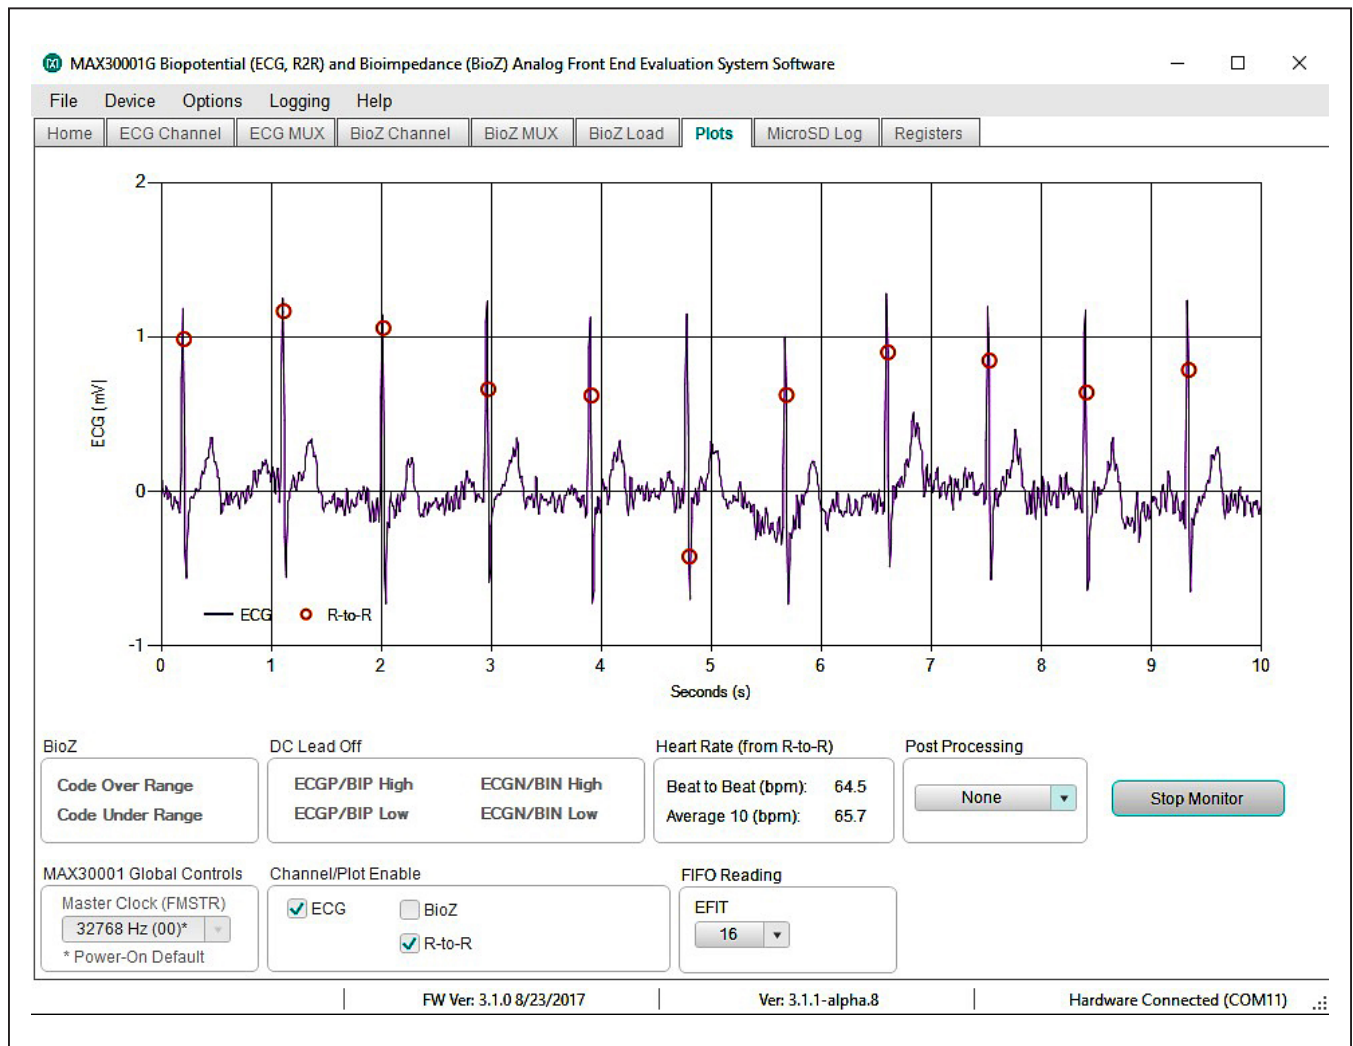 MAX30001G Biopotential (ECG, R2R) and Bioimpedance (BioZ) Analog Front End Evaluation System Software
File Device Options Logging Help
Home ECG Channel ECG MUX BioZ Channel BioZ MUX BioZ Load Plots MicroSD Log Registers
2
1
0
-1
ECG (mV)
ECG R-to-R
0 1 2 3 4 5 6 7 8 9 10
Seconds (s)
BioZ DC Lead Off Heart Rate (from R-to-R) Post Processing
Code Over Range ECGP/BIP High ECGN/BIN High Beat to Beat (bpm): 64.5
None Stop Monitor
Code Under Range ECGP/BIP Low ECGN/BIN Low Average 10 (bpm): 65.7
MAX30001 Global Controls Channel/Plot Enable FIFO Reading
Master Clock (FMSTR) ECG BioZ EFIT
32768 Hz (00)* R-to-R 16
* Power-On Default
FW Ver: 3.1.0 8/23/2017 Ver: 3.1.1-alpha.8 Hardware Connected (COM11)